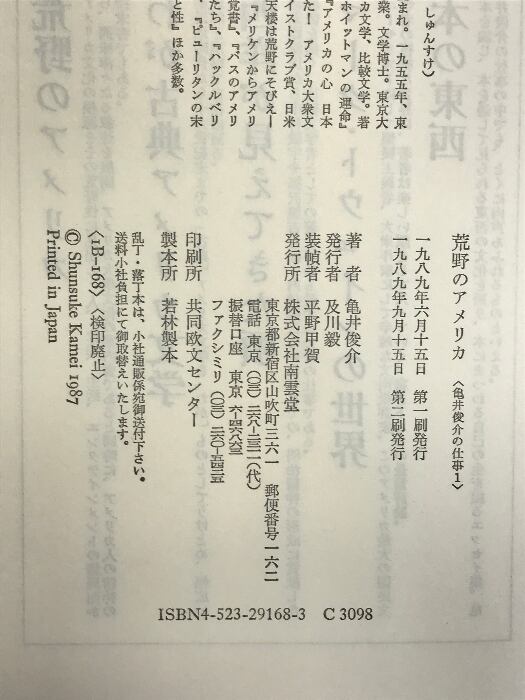 しゅんすけ〉
まれ。一九五五年、東
業。文学博士。東京大
カ文学、比較文学。著
ホイットマンの運命』
『アメリカの心　日本
た！　アメリカ大衆文
イストクラブ賞、日米
天楼は荒野にそびえ―
『メリケンからアメリ
覚書』、『バスのアメリ
たち』、『ハックルベリ
、『ピューリタンの末
と性』ほか多数。
荒野のアメリカ　〈亀井俊介の仕事1〉
一九八九年六月十五日　第一刷発行
一九八九年九月十五日　第二刷発行
著　者　亀井俊介
発行者　及川毅
装幀者　平野甲賀
発行所　株式会社南雲堂
東京都新宿区山吹町三六一　郵便番号一六二
電話　東京（〇三）二六八-二三一一（代）
振替口座　東京　六-四六八六三
ファクシミリ（〇三）二六〇-五四二五
印刷所　共同欧文センター
製本所　若林製本
乱丁・落丁本は、小社通販係宛御送付下さい。
送料小社負担にて御取替えいたします。
〈1B-168〉〈検印廃止〉
© Shunsuke Kamei 1987
Printed in Japan
ISBN4-523-29168-3　C3098